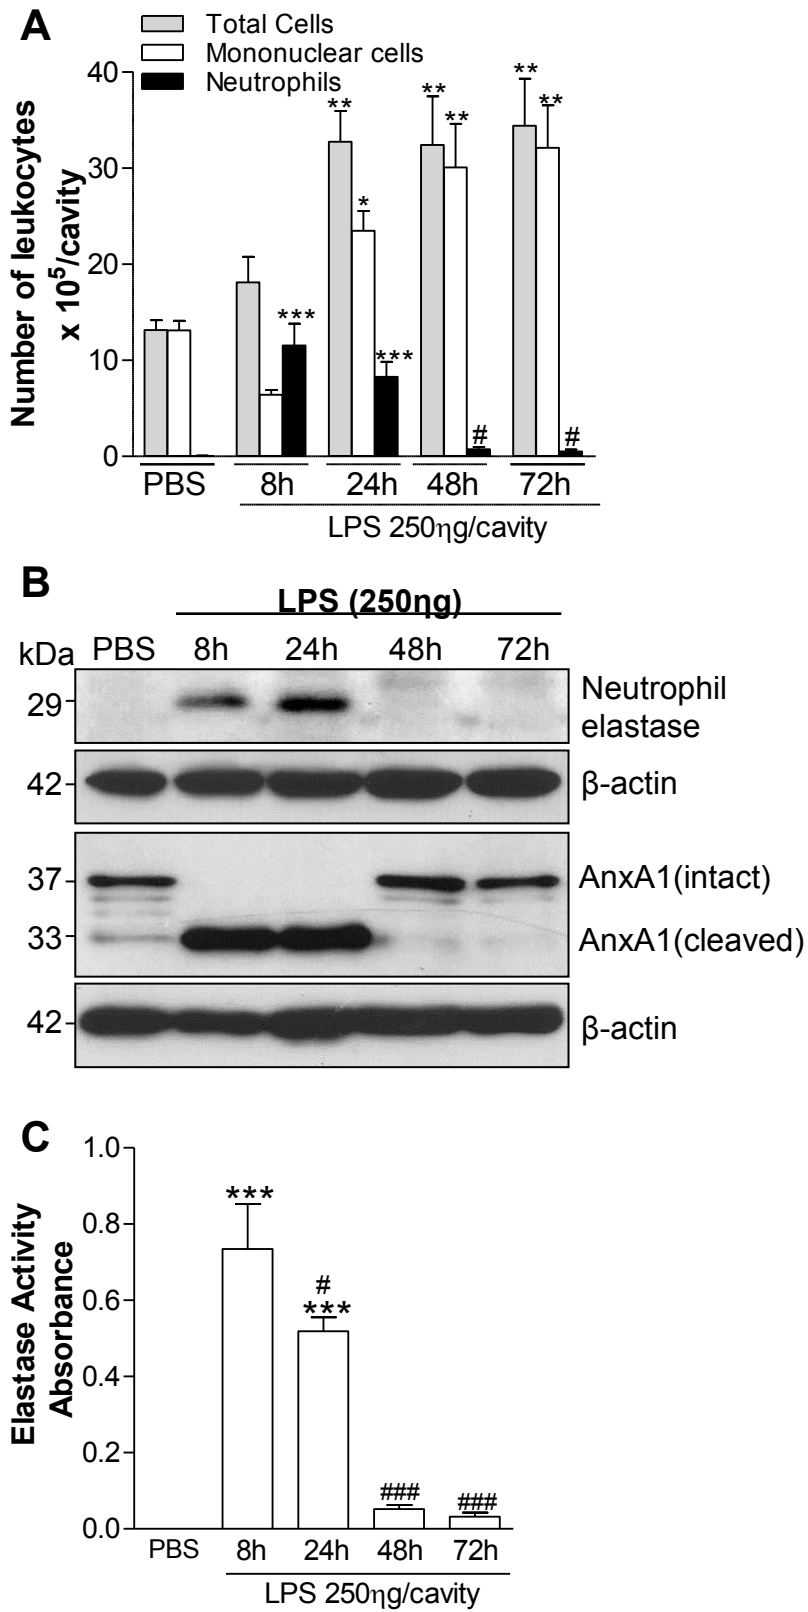 A
Total Cells
Mononuclear cells
Neutrophils
Number of leukocytes
x 10⁵/cavity
40
30
20
10
0
**
**
**
**
**
*
***
***
#
#
PBS 8h 24h 48h 72h
LPS 250ηg/cavity
B
LPS (250ηg)
kDa PBS 8h 24h 48h 72h
29
Neutrophil
elastase
42
β-actin
37
AnxA1(intact)
33
AnxA1(cleaved)
42
β-actin
C
Elastase Activity
Absorbance
1.0
0.8
0.6
0.4
0.2
0.0
***
#
***
###
###
PBS 8h 24h 48h 72h
LPS 250ηg/cavity